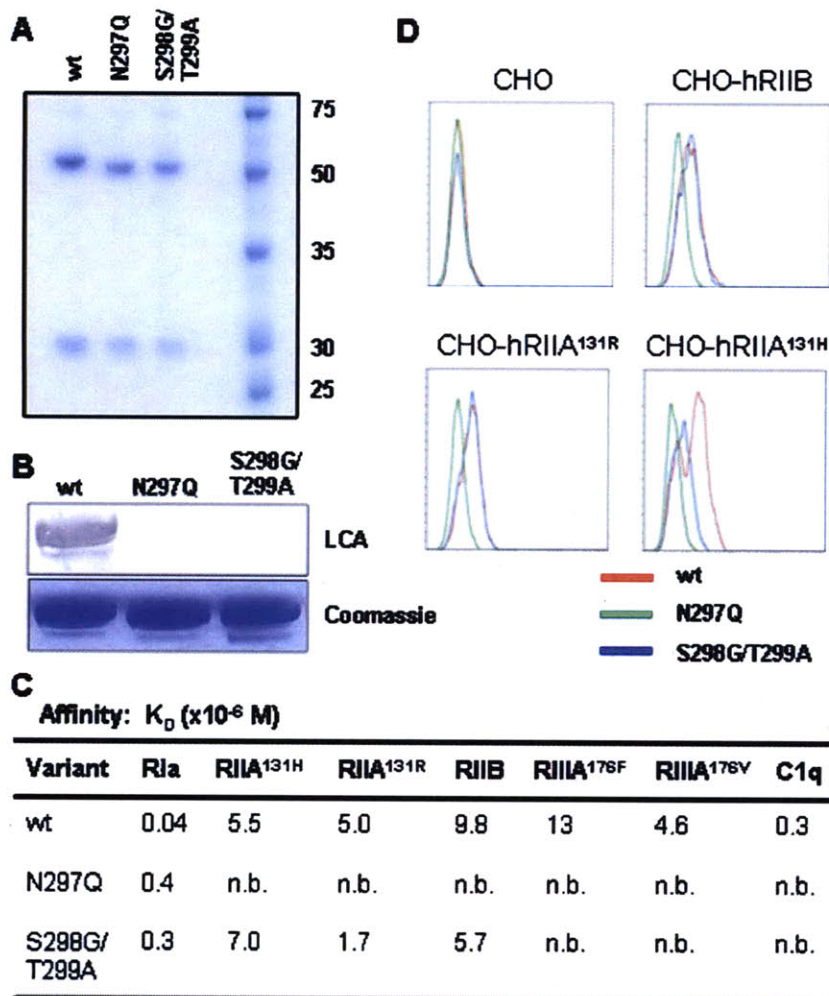 A
wt
N297Q
S298G/
T299A
75
50
35
30
25
B
wt
N297Q
S298G/
T299A
LCA
Coomassie
D
CHO
CHO-hRIIB
CHO-hRIIA131R
CHO-hRIIA131H
wt
N297Q
S298G/T299A
C
Affinity: KD (x10-6 M)
Variant RIa RIIA131H RIIA131R RIIB RIIIA176F RIIIA176V C1q
wt 0.04 5.5 5.0 9.8 13 4.6 0.3
N297Q 0.4 n.b. n.b. n.b. n.b. n.b. n.b.
S298G/ 0.3 7.0 1.7 5.7 n.b. n.b. n.b.
T299A